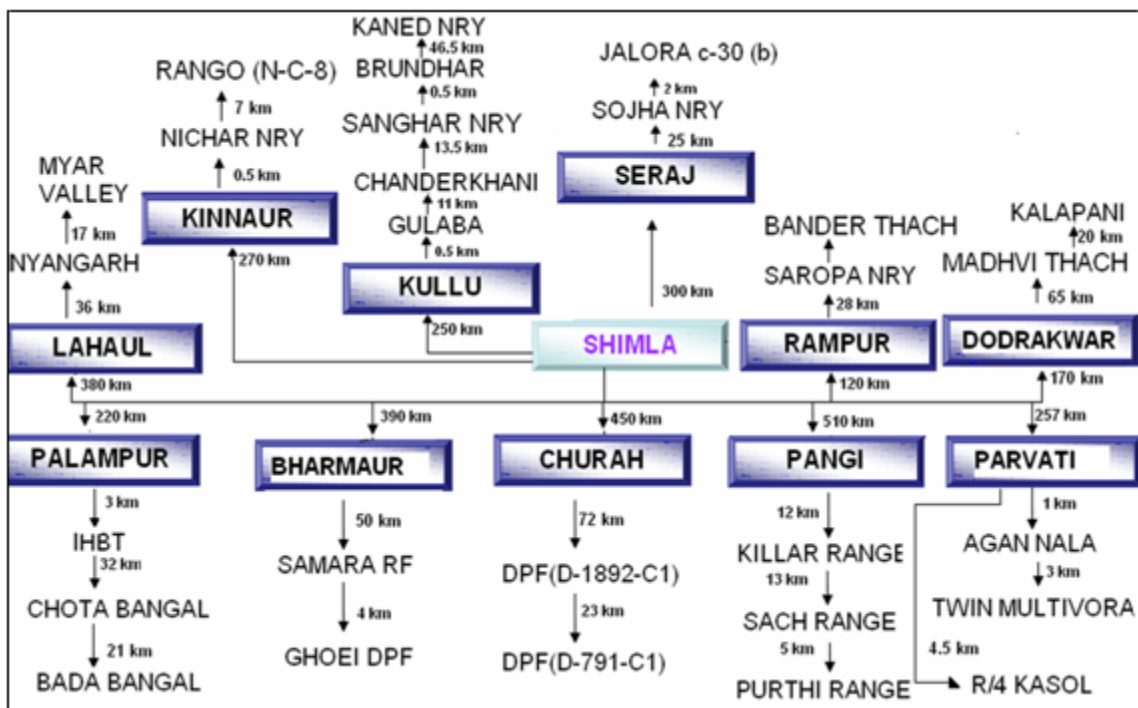 KANED NRY
46.5 km
BRUNDHAR
0.5 km
SANGHAR NRY
13.5 km
CHANDERKHANI
11 km
GULABA
0.5 km
KULLU
250 km
JALORA c-30 (b)
2 km
SOJHA NRY
25 km
SERAJ
300 km
RANGO (N-C-8)
7 km
NICHAR NRY
0.5 km
KINNAUR
270 km
MYAR
VALLEY
17 km
NYANGARH
36 km
LAHAUL
380 km
SHIMLA
BANDER THACH
SAROPA NRY
28 km
RAMPUR
120 km
KALAPANI
20 km
MADHVI THACH
65 km
DODRAKWAR
170 km
220 km
PALAMPUR
3 km
IHBT
32 km
CHOTA BANGAL
21 km
BADA BANGAL
390 km
BHARMAUR
50 km
SAMARA RF
4 km
GHOEI DPF
450 km
CHURAH
72 km
DPF(D-1892-C1)
23 km
DPF(D-791-C1)
510 km
PANGI
12 km
KILLAR RANGE
13 km
SACH RANGE
5 km
PURTHI RANGE
257 km
PARVATI
1 km
AGAN NALA
3 km
TWIN MULTIVORA
4.5 km
R/4 KASOL